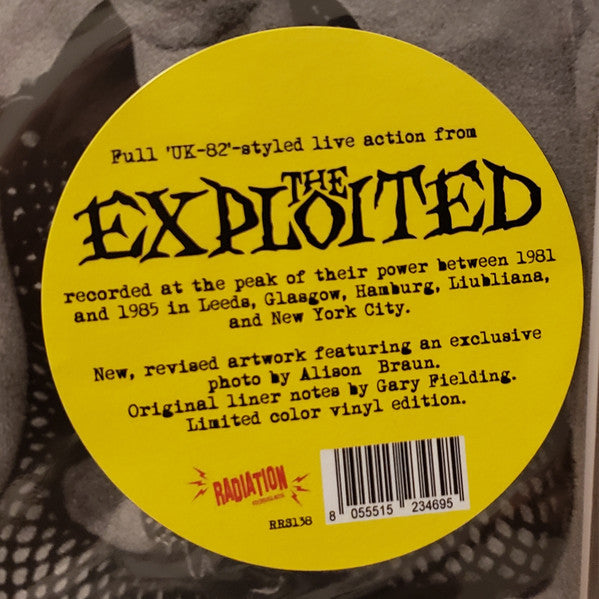 Full 'UK-82'-styled live action from
THE
EXPLOITED
recorded at the peak of their power between 1981
and 1985 in Leeds, Glasgow, Hamburg, Liubliana,
and New York City.
New, revised artwork featuring an exclusive
photo by Alison Braun.
Original liner notes by Gary Fielding.
Limited color vinyl edition.
RADIATION
RRS138
8 055515 234695